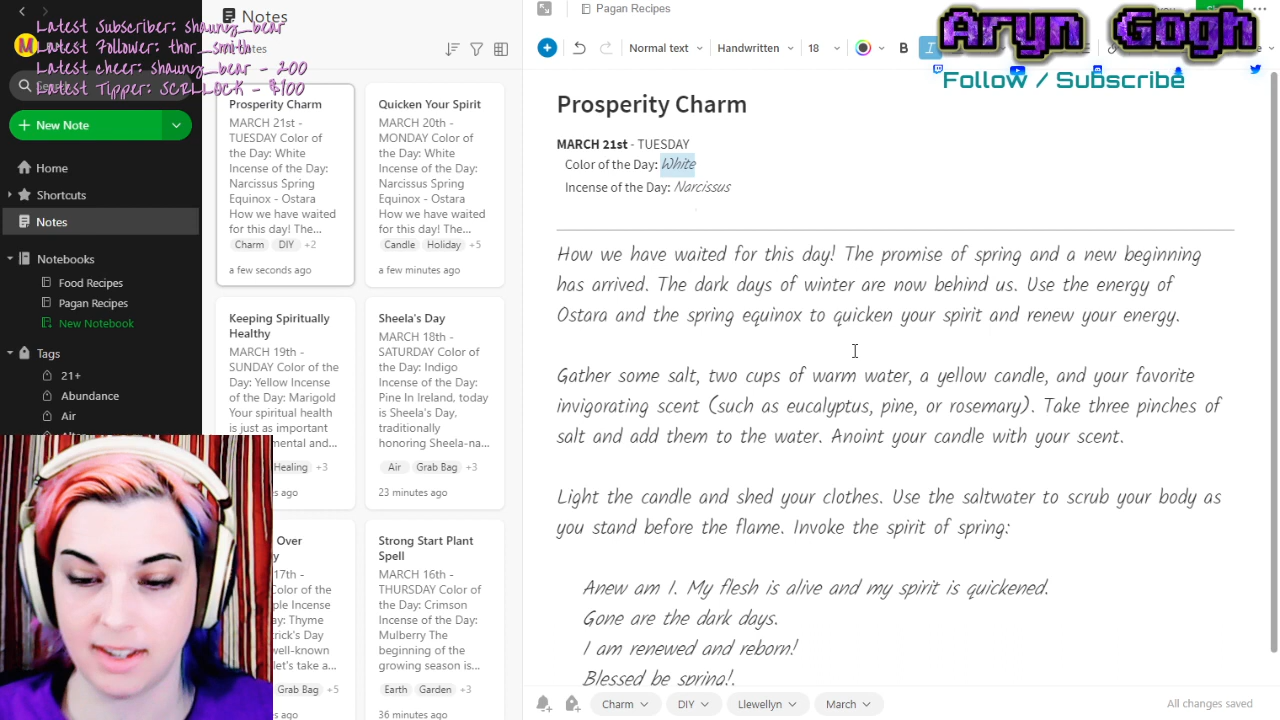 Latest Subscriber: shauny_bear
Latest Follower: thor_smith
Latest cheer: shauny_bear - 200
Latest Tipper: SCRLLOCK - $100
M
Notes
New Note
Home
Shortcuts
Notes
Notebooks
Food Recipes
Pagan Recipes
New Notebook
Tags
21+
Abundance
Air
Prosperity Charm
MARCH 21st -
TUESDAY Color of
the Day: White
Incense of the Day:
Narcissus Spring
Equinox - Ostara
How we have waited
for this day! The...
Charm DIY +2
a few seconds ago
Quicken Your Spirit
MARCH 20th -
MONDAY Color of
the Day: White
Incense of the Day:
Narcissus Spring
Equinox - Ostara
How we have waited
for this day! The...
Candle Holiday +5
a few minutes ago
Keeping Spiritually
Healthy
MARCH 19th -
SUNDAY Color of the
Day: Yellow Incense
of the Day: Marigold
Your spiritual health
is just as important
mental and...
Healing +3
ago
Sheela's Day
MARCH 18th -
SATURDAY Color of
the Day: Indigo
Incense of the Day:
Pine In Ireland, today
is Sheela's Day,
traditionally
honoring Sheela-na...
Air Grab Bag +3
23 minutes ago
Over
17th -
Color of the
Incense
Thyme
Day
well-known
let's take a
Grab Bag +5
ago
Strong Start Plant
Spell
MARCH 16th -
THURSDAY Color of
the Day: Crimson
Incense of the Day:
Mulberry The
beginning of the
growing season is...
Earth Garden +3
36 minutes ago
Pagan Recipes
Normal text Handwritten 18 B I
Aryn Gogh
Follow / Subscribe
Prosperity Charm
MARCH 21st - TUESDAY
Color of the Day: White
Incense of the Day: Narcissus
How we have waited for this day! The promise of spring and a new beginning
has arrived. The dark days of winter are now behind us. Use the energy of
Ostara and the spring equinox to quicken your spirit and renew your energy.
Gather some salt, two cups of warm water, a yellow candle, and your favorite
invigorating scent (such as eucalyptus, pine, or rosemary). Take three pinches of
salt and add them to the water. Anoint your candle with your scent.
Light the candle and shed your clothes. Use the saltwater to scrub your body as
you stand before the flame. Invoke the spirit of spring:
Anew am I. My flesh is alive and my spirit is quickened.
Gone are the dark days.
I am renewed and reborn!
Blessed be spring!.
Charm DIY Llewellyn March
All changes saved